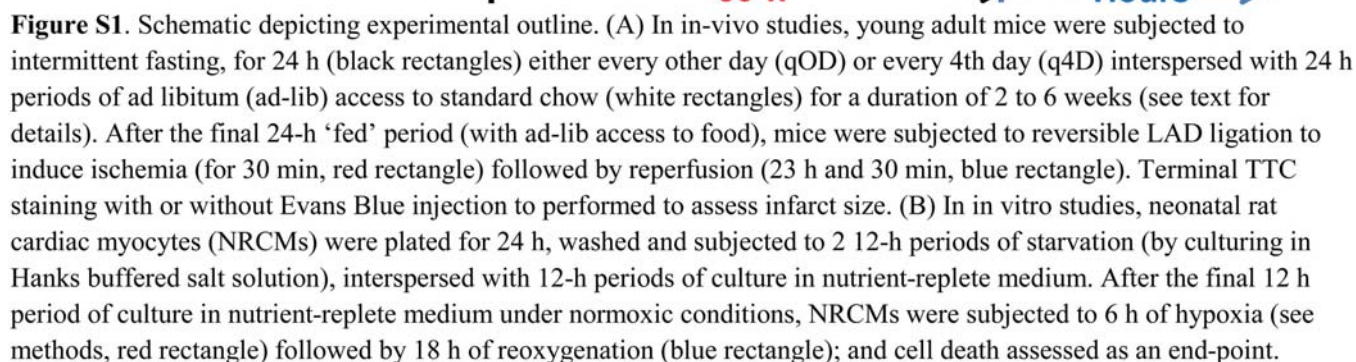 Figure S1. Schematic depicting experimental outline. (A) In in-vivo studies, young adult mice were subjected to
intermittent fasting, for 24 h (black rectangles) either every other day (qOD) or every 4th day (q4D) interspersed with 24 h
periods of ad libitum (ad-lib) access to standard chow (white rectangles) for a duration of 2 to 6 weeks (see text for
details). After the final 24-h ‘fed’ period (with ad-lib access to food), mice were subjected to reversible LAD ligation to
induce ischemia (for 30 min, red rectangle) followed by reperfusion (23 h and 30 min, blue rectangle). Terminal TTC
staining with or without Evans Blue injection to performed to assess infarct size. (B) In in vitro studies, neonatal rat
cardiac myocytes (NRCMs) were plated for 24 h, washed and subjected to 2 12-h periods of starvation (by culturing in
Hanks buffered salt solution), interspersed with 12-h periods of culture in nutrient-replete medium. After the final 12 h
period of culture in nutrient-replete medium under normoxic conditions, NRCMs were subjected to 6 h of hypoxia (see
methods, red rectangle) followed by 18 h of reoxygenation (blue rectangle); and cell death assessed as an end-point.